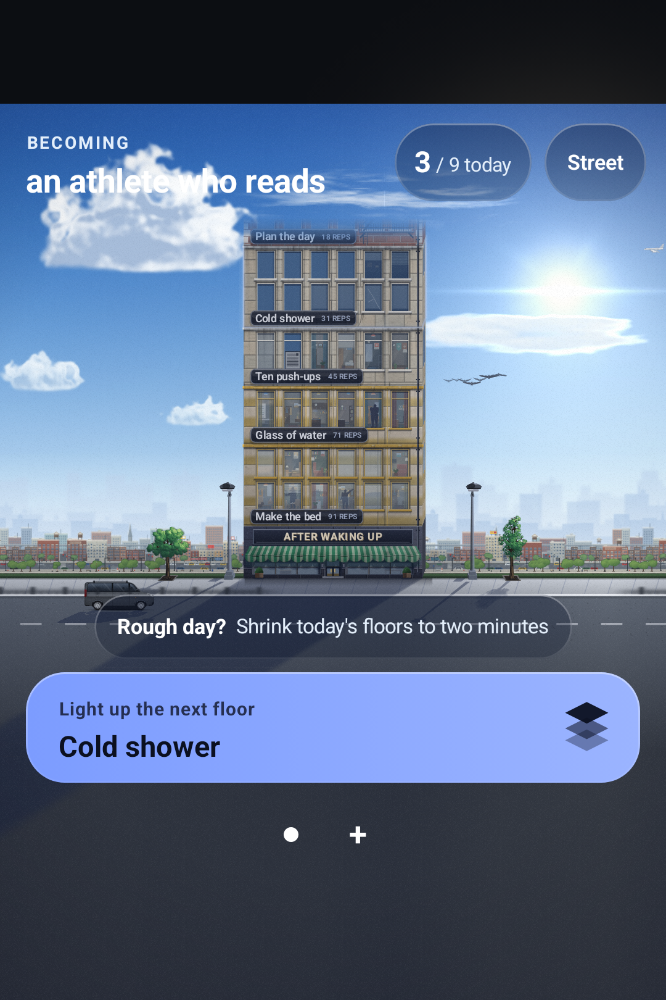 BECOMING
an athlete who reads
3 / 9 today
Street
Plan the day 18 REPS
Cold shower 31 REPS
Ten push-ups 45 REPS
Glass of water 71 REPS
Make the bed 91 REPS
AFTER WAKING UP
Rough day? Shrink today's floors to two minutes
Light up the next floor
Cold shower